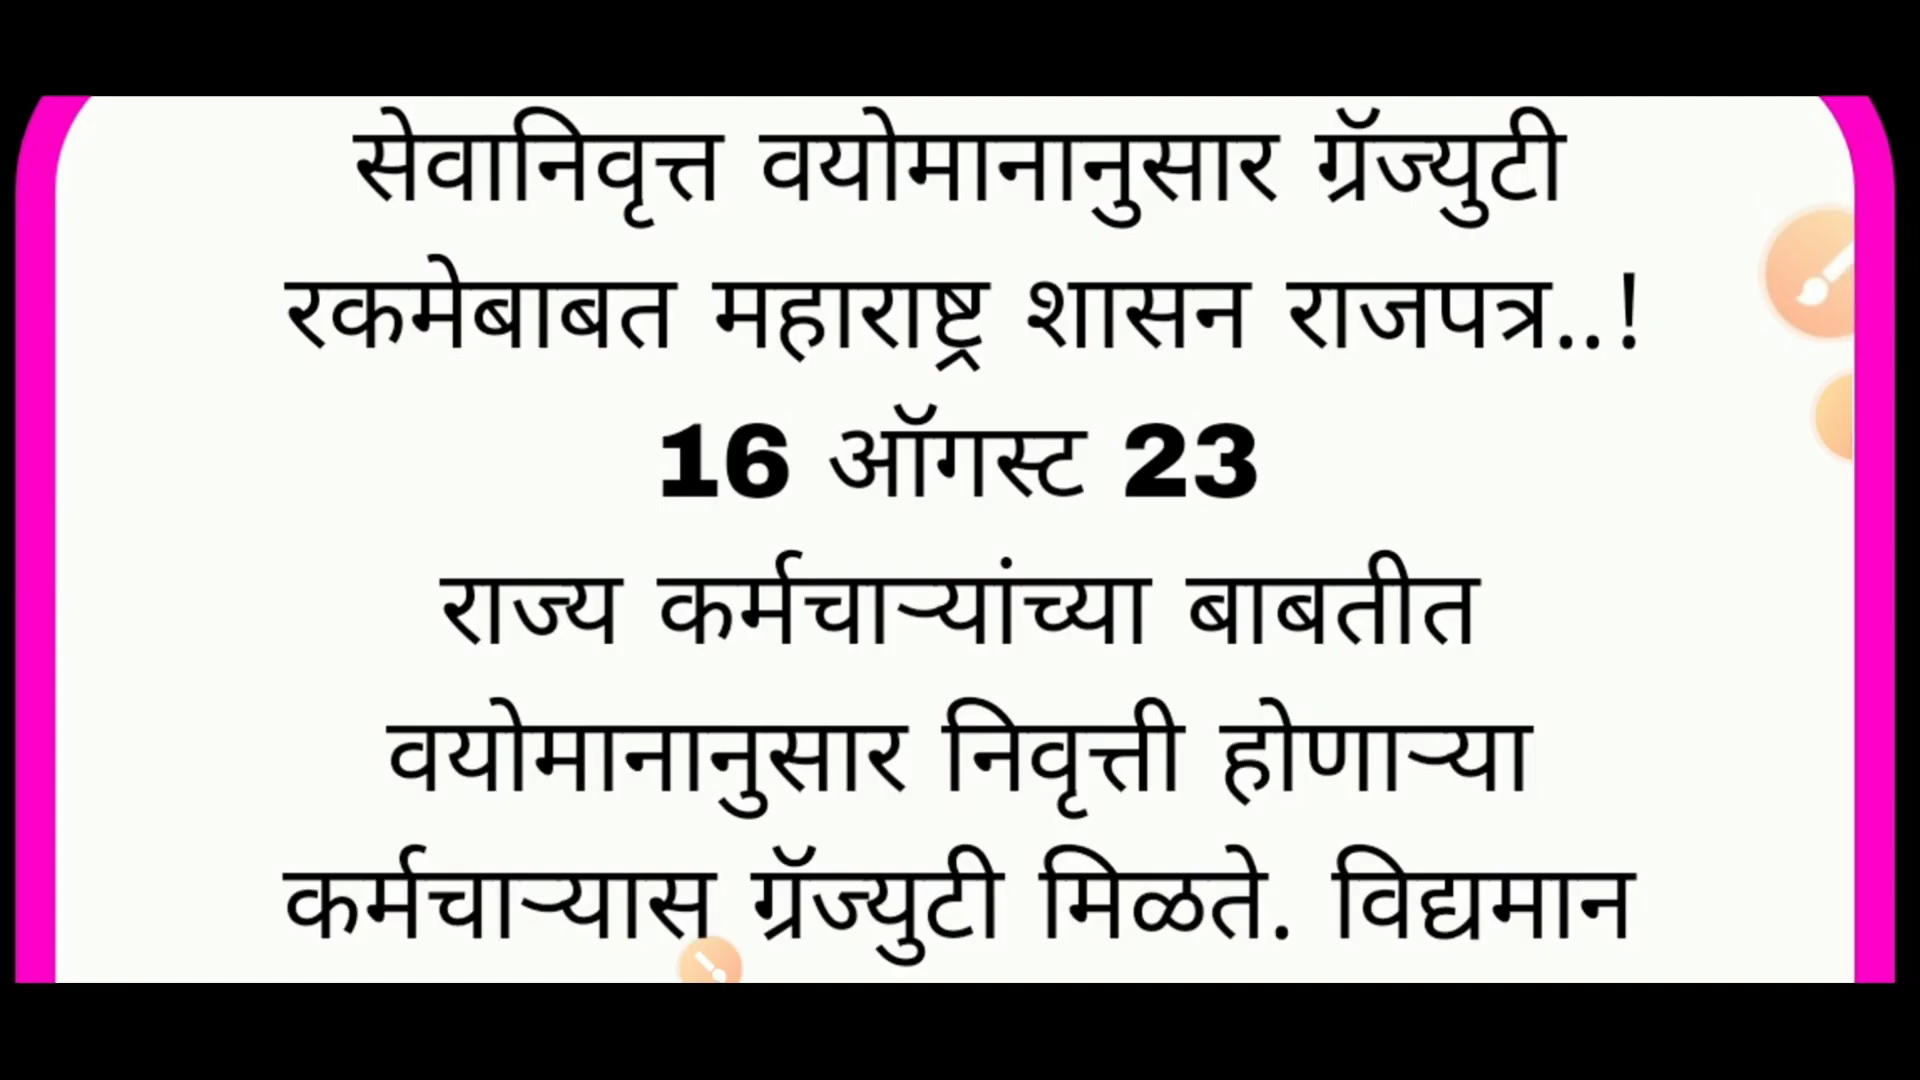 सेवानिवृत्त वयोमानानुसार ग्रॅज्युटी
रकमेबाबत महाराष्ट्र शासन राजपत्र..!
16 ऑगस्ट 23
राज्य कर्मचाऱ्यांच्या बाबतीत
वयोमानानुसार निवृत्ती होणाऱ्या
कर्मचाऱ्यास ग्रॅज्युटी मिळते. विद्यमान